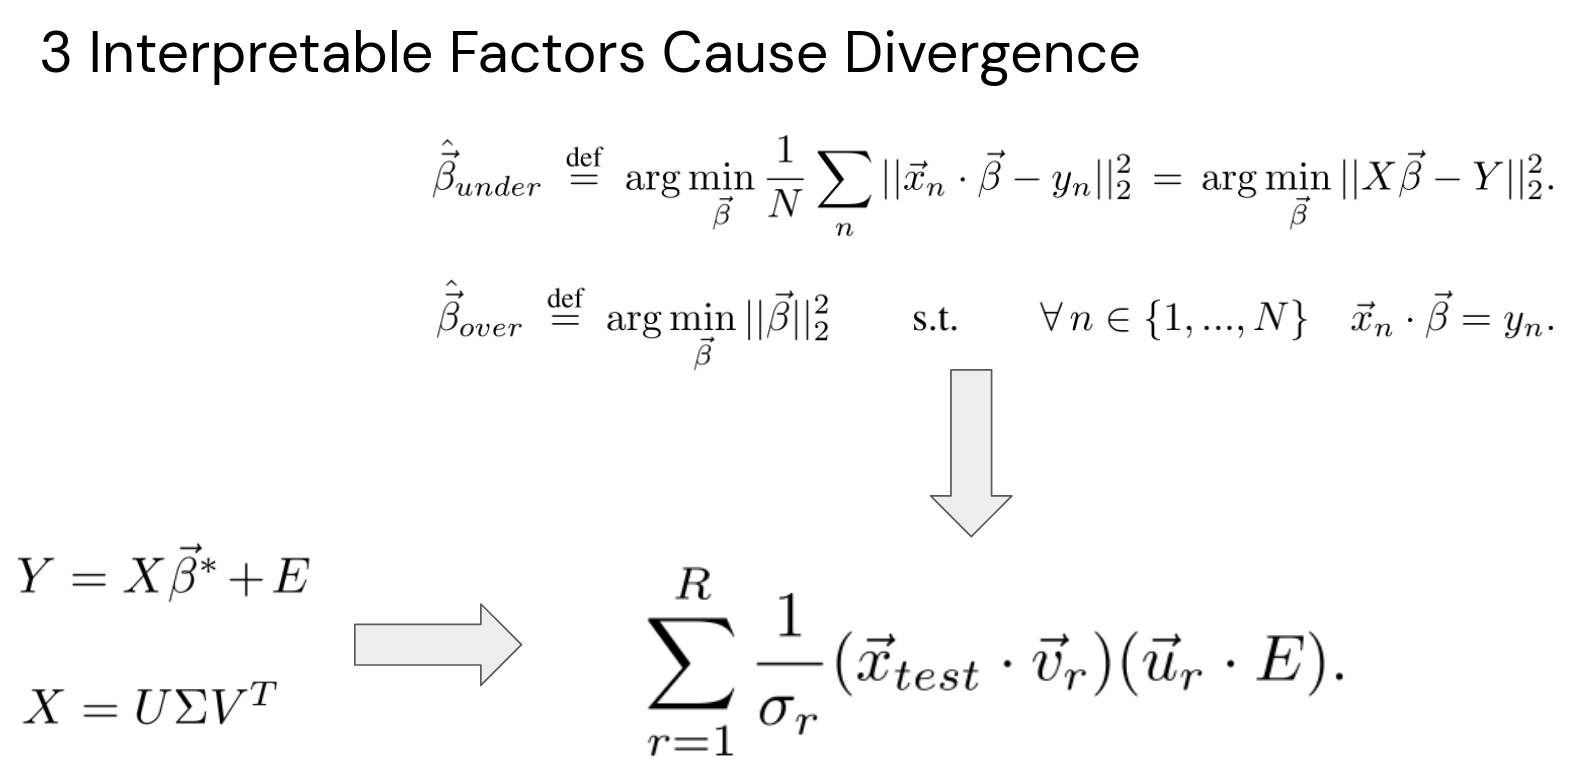 3 Interpretable Factors Cause Divergence
$\hat{\vec{\beta}}_{under} \overset{\text{def}}{=} \arg\min_{\vec{\beta}} \frac{1}{N} \sum_n ||\vec{x}_n \cdot \vec{\beta} - y_n||_2^2 = \arg\min_{\vec{\beta}} ||X\vec{\beta} - Y||_2^2.$
$\hat{\vec{\beta}}_{over} \overset{\text{def}}{=} \arg\min_{\vec{\beta}} ||\vec{\beta}||_2^2 \quad \text{s.t.} \quad \forall n \in \{1, ..., N\} \quad \vec{x}_n \cdot \vec{\beta} = y_n.$
$Y = X\vec{\beta}^* + E$
$X = U\Sigma V^T$
$\sum_{r=1}^{R} \frac{1}{\sigma_r} (\vec{x}_{test} \cdot \vec{v}_r)(\vec{u}_r \cdot E).$